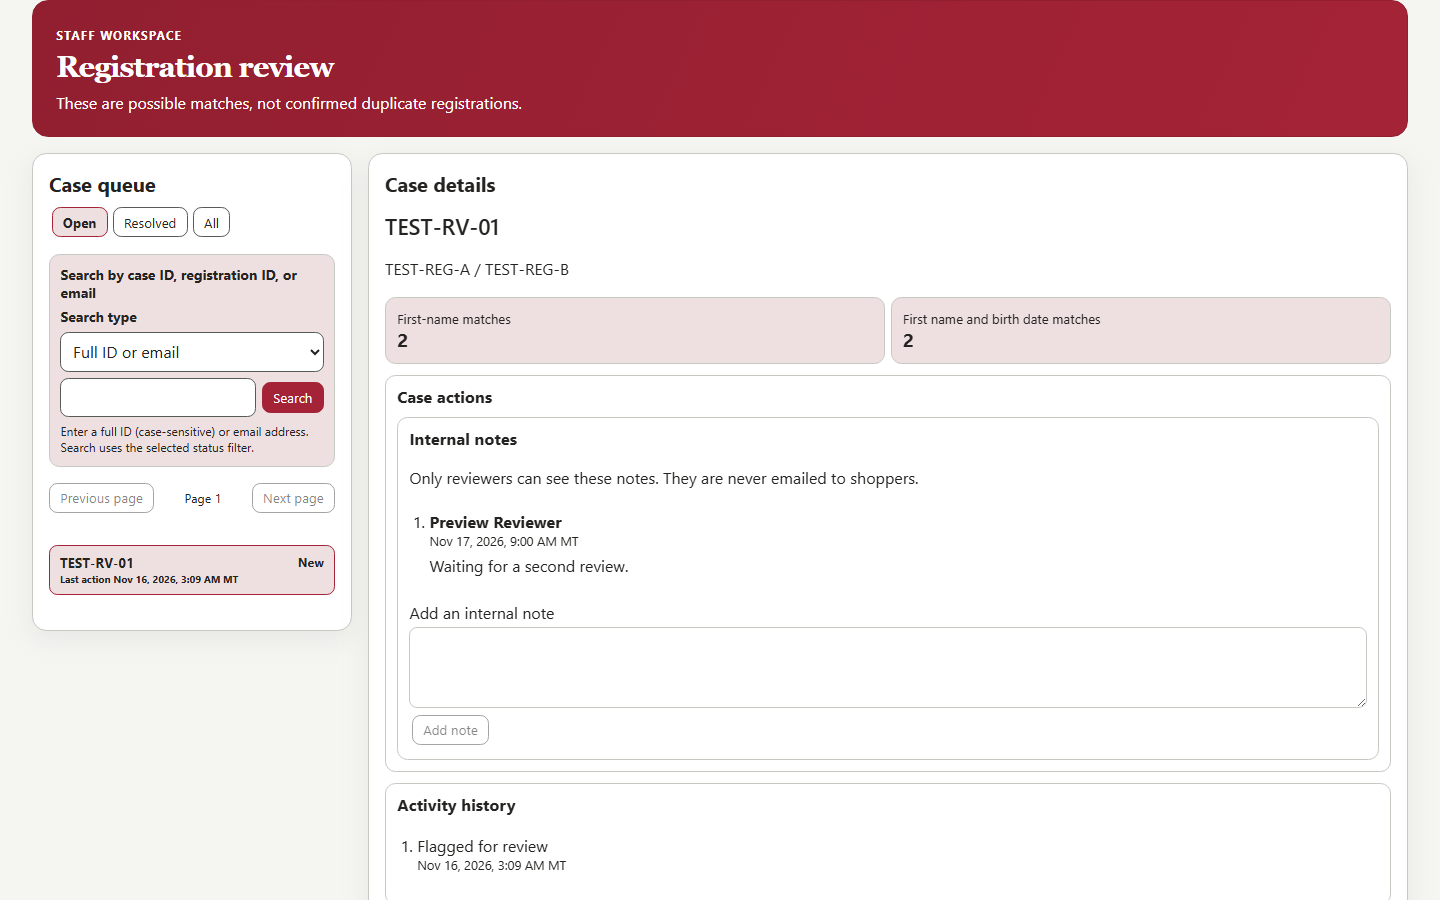 STAFF WORKSPACE
Registration review
These are possible matches, not confirmed duplicate registrations.
Case queue
Open
Resolved
All
Search by case ID, registration ID, or
email
Search type
Full ID or email
Search
Enter a full ID (case-sensitive) or email address.
Search uses the selected status filter.
Previous page
Page 1
Next page
TEST-RV-01
New
Last action Nov 16, 2026, 3:09 AM MT
Case details
TEST-RV-01
TEST-REG-A / TEST-REG-B
First-name matches
2
First name and birth date matches
2
Case actions
Internal notes
Only reviewers can see these notes. They are never emailed to shoppers.
1. Preview Reviewer
Nov 17, 2026, 9:00 AM MT
Waiting for a second review.
Add an internal note
Add note
Activity history
1. Flagged for review
Nov 16, 2026, 3:09 AM MT